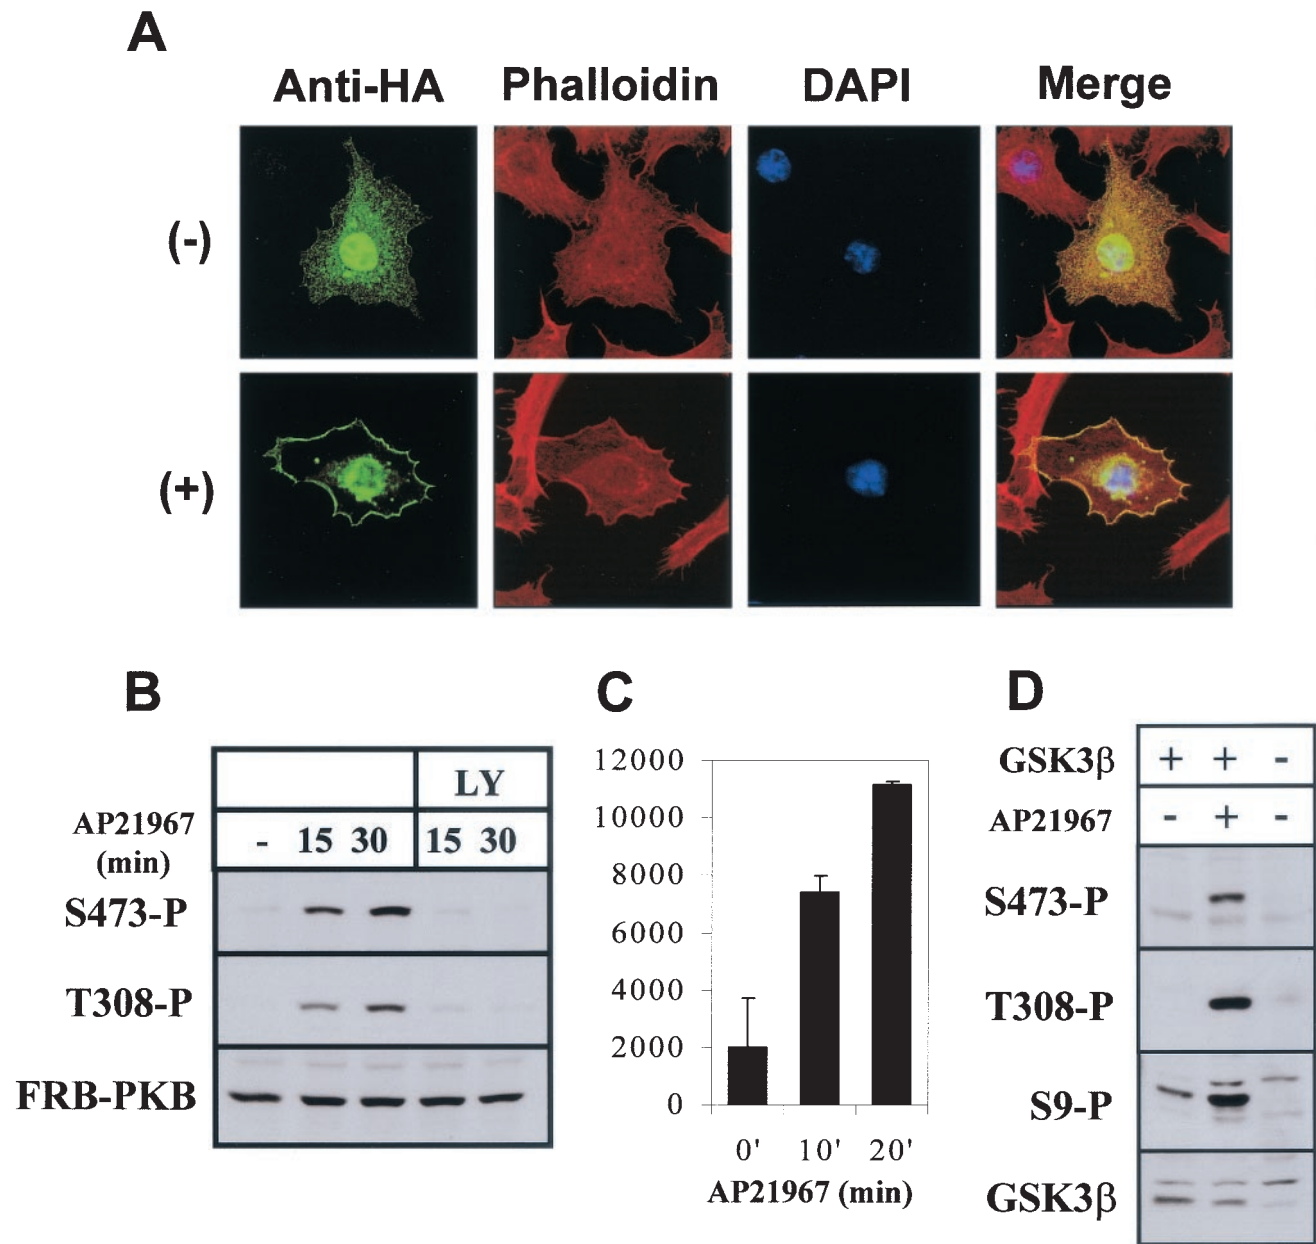 A
Anti-HA Phalloidin DAPI Merge
(-)
(+)
B
LY
AP21967 (min) - 15 30 15 30
S473-P
T308-P
FRB-PKB
C
12000
10000
8000
6000
4000
2000
0
0' 10' 20'
AP21967 (min)
D
GSK3β + + -
AP21967 - + -
S473-P
T308-P
S9-P
GSK3β